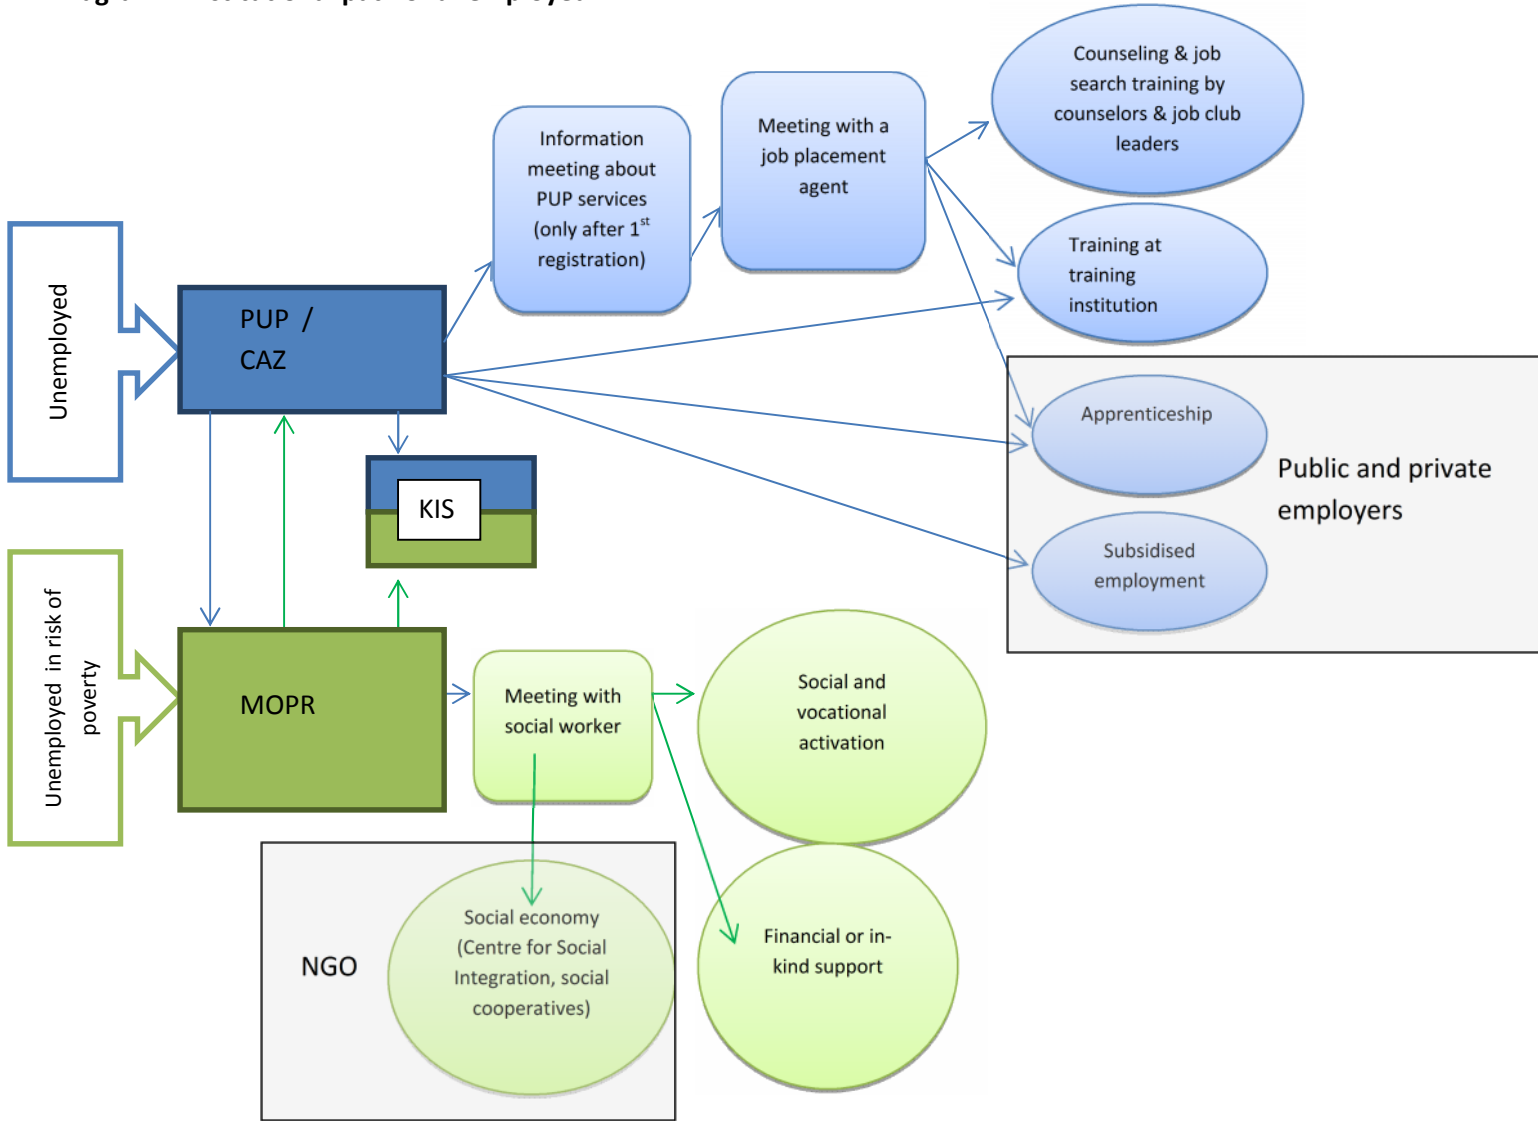 Counseling & job
search training by
counselors & job club
leaders
Meeting with a
job placement
agent
Information
meeting about
PUP services
(only after 1st
registration)
Training at
training
institution
Unemployed
PUP /
CAZ
Apprenticeship
Public and private
employers
KIS
Subsidised
employment
Unemployed in risk of
poverty
MOPR
Meeting with
social worker
Social and
vocational
activation
NGO
Social economy
(Centre for Social
Integration, social
cooperatives)
Financial or in-
kind support